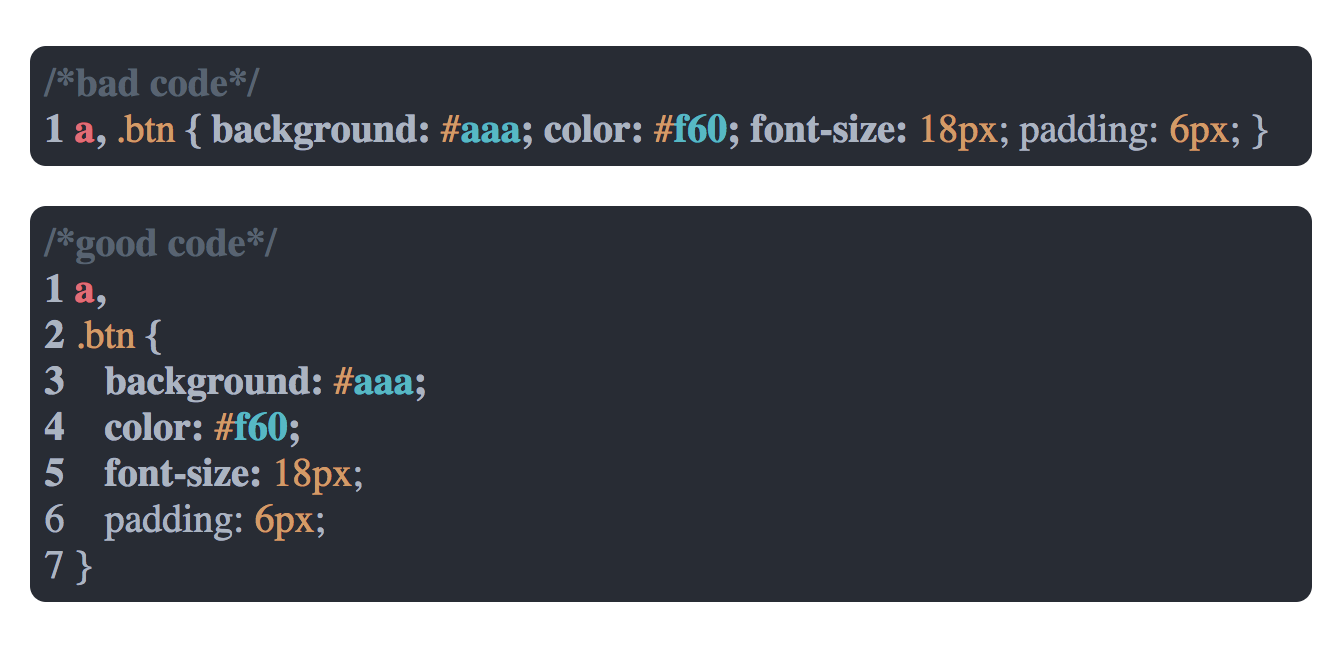 /*bad code*/
1 a, .btn { background: #aaa; color: #f60; font-size: 18px; padding: 6px; }
/*good code*/
1 a,
2 .btn {
3 background: #aaa;
4 color: #f60;
5 font-size: 18px;
6 padding: 6px;
7 }